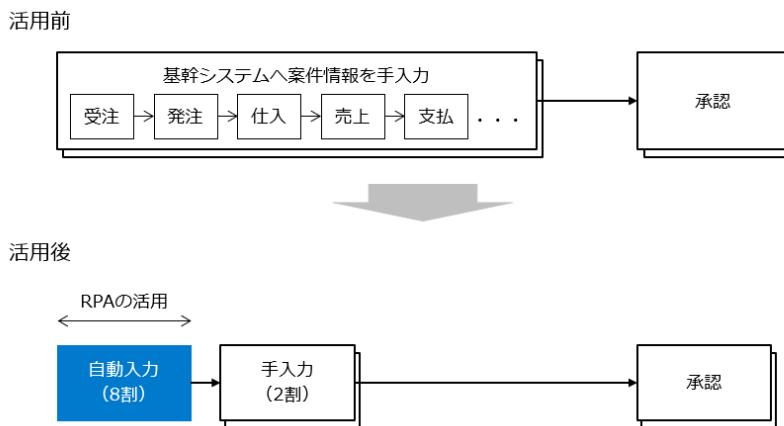 活用前
基幹システムへ案件情報を手入力
受注
発注
仕入
売上
支払
・・・
承認
活用後
RPAの活用
自動入力
（8割）
手入力
（2割）
承認